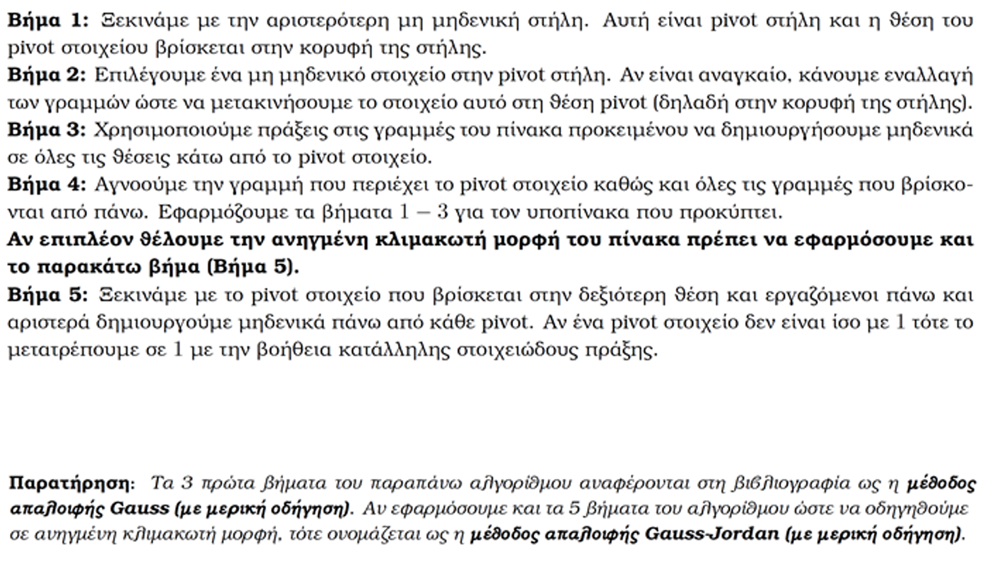 Βήμα 1: Ξεκινάμε με την αριστερότερη μη μηδενική στήλη. Αυτή είναι pivot στήλη και η θέση του
pivot στοιχείου βρίσκεται στην κορυφή της στήλης.
Βήμα 2: Επιλέγουμε ένα μη μηδενικό στοιχείο στην pivot στήλη. Αν είναι αναγκαίο, κάνουμε εναλλαγή
των γραμμών ώστε να μετακινήσουμε το στοιχείο αυτό στη θέση pivot (δηλαδή στην κορυφή της στήλης).
Βήμα 3: Χρησιμοποιούμε πράξεις στις γραμμές του πίνακα προκειμένου να δημιουργήσουμε μηδενικά
σε όλες τις θέσεις κάτω από το pivot στοιχείο.
Βήμα 4: Αγνοούμε την γραμμή που περιέχει το pivot στοιχείο καθώς και όλες τις γραμμές που βρίσκο-
νται από πάνω. Εφαρμόζουμε τα βήματα 1 – 3 για τον υποπίνακα που προκύπτει.
Αν επιπλέον θέλουμε την ανηγμένη κλιμακωτή μορφή του πίνακα πρέπει να εφαρμόσουμε και
το παρακάτω βήμα (Βήμα 5).
Βήμα 5: Ξεκινάμε με το pivot στοιχείο που βρίσκεται στην δεξιότερη θέση και εργαζόμενοι πάνω και
αριστερά δημιουργούμε μηδενικά πάνω από κάθε pivot. Αν ένα pivot στοιχείο δεν είναι ίσο με 1 τότε το
μετατρέπουμε σε 1 με την βοήθεια κατάλληλης στοιχειώδους πράξης.
Παρατήρηση: Τα 3 πρώτα βήματα του παραπάνω αλγορίθμου αναφέρονται στη βιβλιογραφία ως η μέθοδος
απαλοιφής Gauss (με μερική οδήγηση). Αν εφαρμόσουμε και τα 5 βήματα του αλγορίθμου ώστε να οδηγηθούμε
σε ανηγμένη κλιμακωτή μορφή, τότε ονομάζεται ως η μέθοδος απαλοιφής Gauss-Jordan (με μερική οδήγηση).